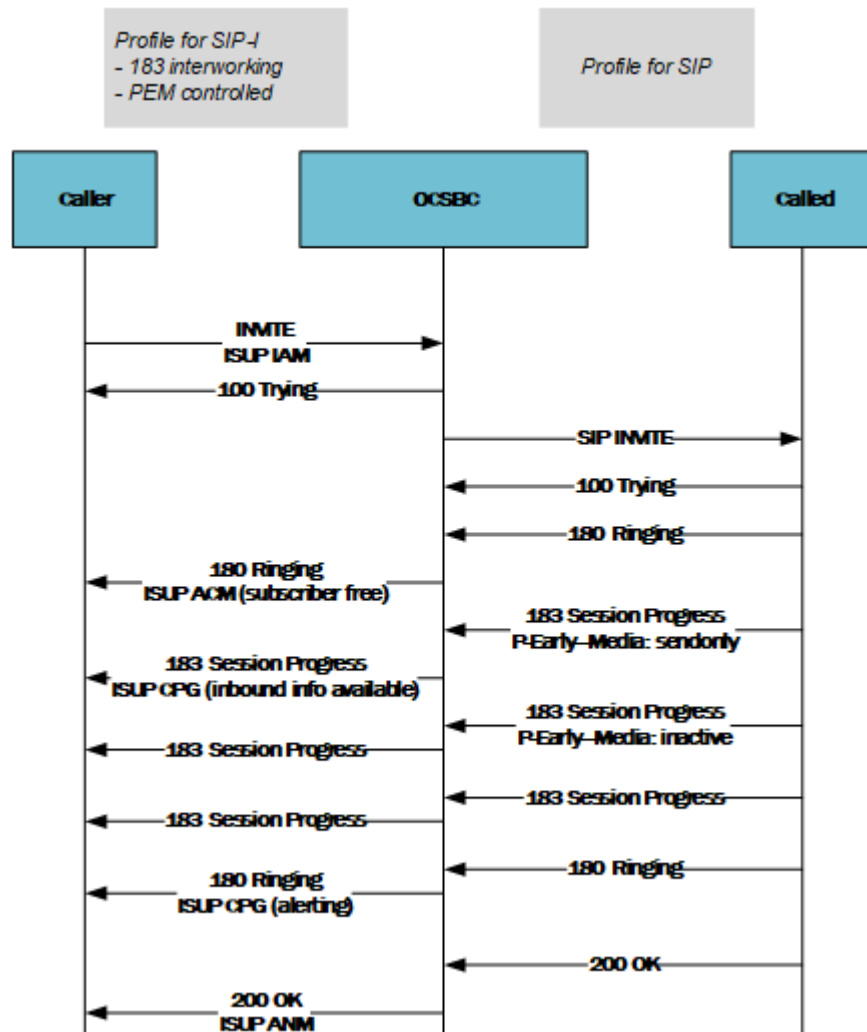 Profile for SIP-I
- 183 interworking
- PEM controlled
Profile for SIP
Caller
OCSBC
Called
INVITE
ISUP IAM
100 Trying
SIP INVITE
100 Trying
180 Ringing
180 Ringing
ISUP ACM (subscriber free)
183 Session Progress
P-Early-Media: sendonly
183 Session Progress
ISUP CPG (inbound info available)
183 Session Progress
P-Early-Media: inactive
183 Session Progress
183 Session Progress
183 Session Progress
180 Ringing
180 Ringing
ISUP CPG (alerting)
200 OK
200 OK
ISUP ANM